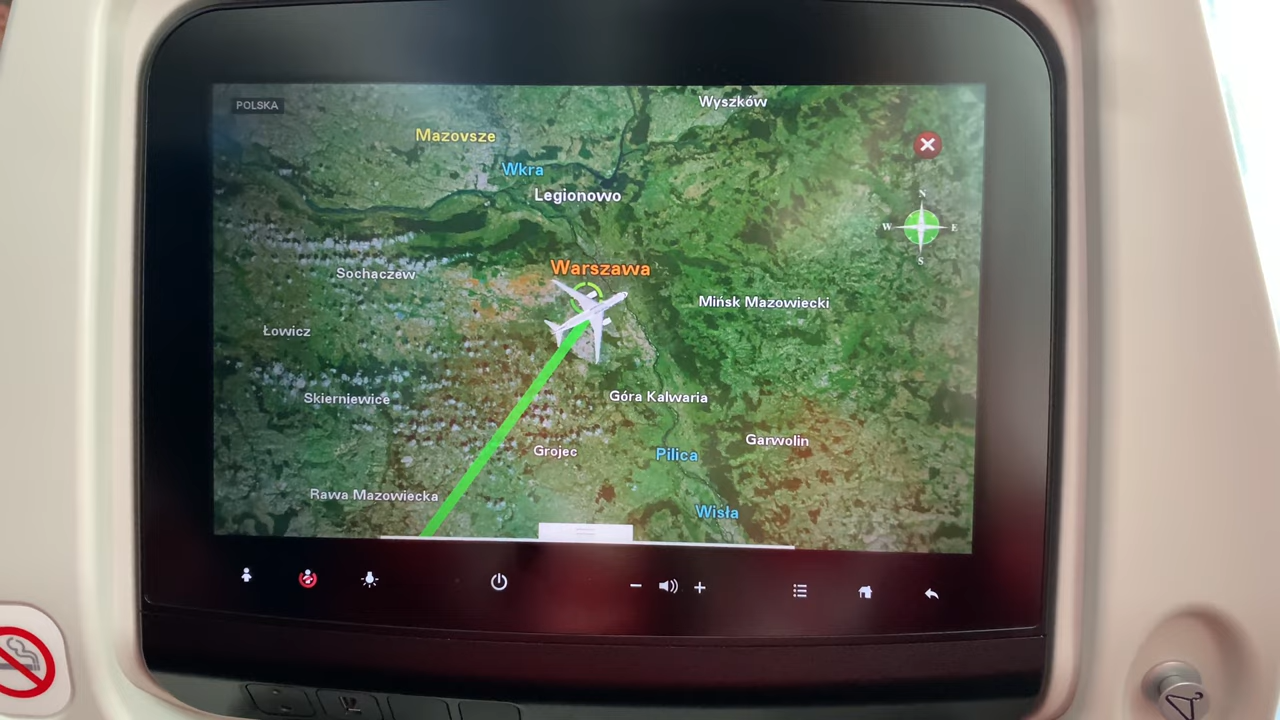 POLSKA
Wyszków
Mazovsze
Wkra
Legionowo
N
W
E
S
Warszawa
Sochaczew
Mińsk Mazowiecki
Łowicz
Skierniewice
Góra Kalwaria
Garwolin
Grojec
Pilica
Rawa Mazowiecka
Wisła